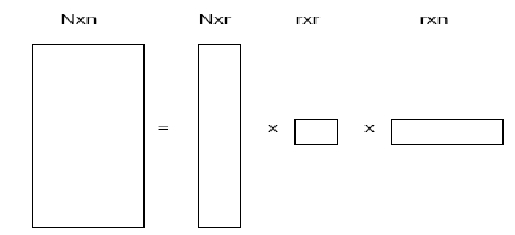 Nxn Nxr rxr rxn
= x x